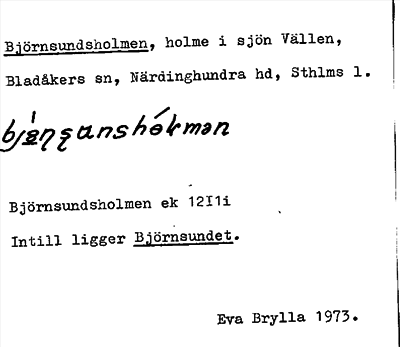 Björnsundsholmen, holme i sjön Vällen,
Bladåkers sn, Närdinghundra hd, Sthlms l.
Björnsundsholmen ek 12I1i
Intill ligger Björnsundet.
Eva Brylla 1973.